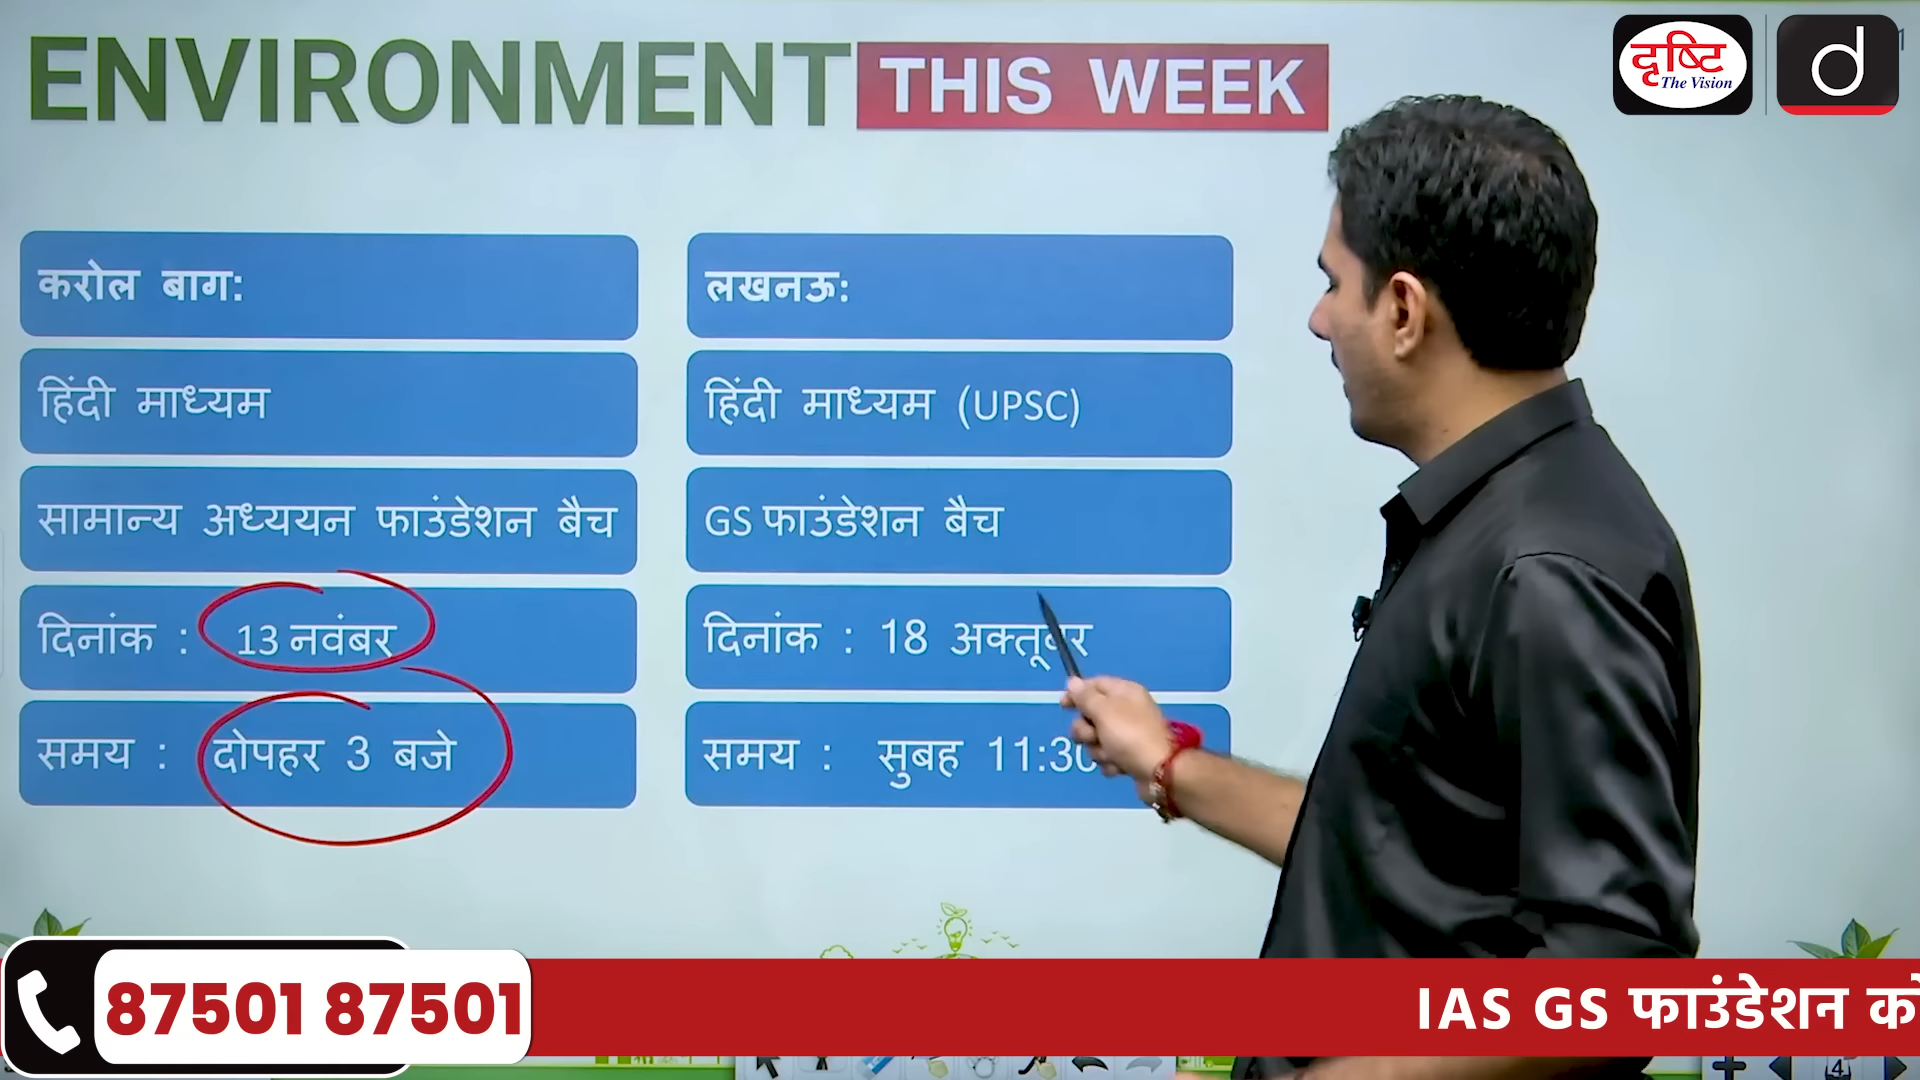 ENVIRONMENT THIS WEEK
दृष्टि
The Vision
d
करोल बाग:
हिंदी माध्यम
सामान्य अध्ययन फाउंडेशन बैच
दिनांक : 13 नवंबर
समय : दोपहर 3 बजे
लखनऊ:
हिंदी माध्यम (UPSC)
GS फाउंडेशन बैच
दिनांक : 18 अक्तूबर
समय : सुबह 11:30
87501 87501
IAS GS फाउंडेशन
4